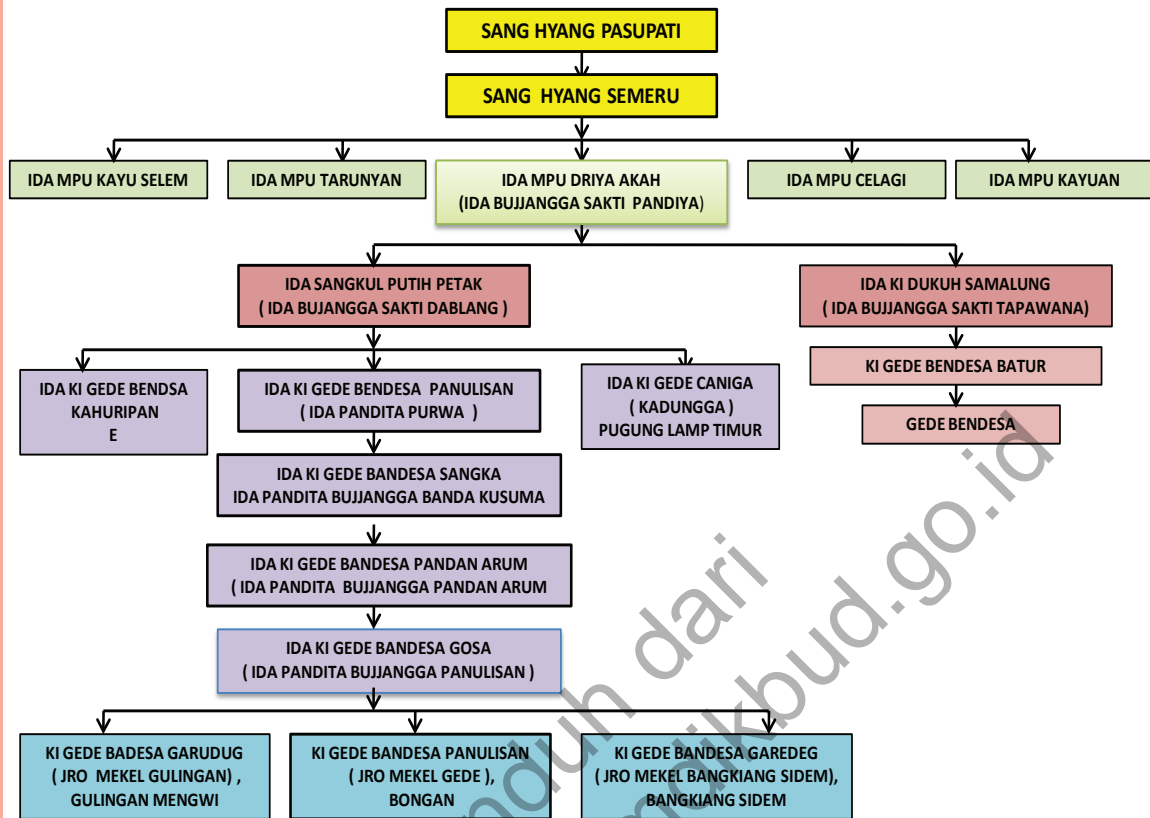 SANG HYANG PASUPATI
SANG HYANG SEMERU
IDA MPU KAYU SELEM
IDA MPU TARUNYAN
IDA MPU DRIYA AKAH
(IDA BUJJANGGA SAKTI PANDIYA)
IDA MPU CELAGI
IDA MPU KAYUAN
IDA SANGKUL PUTIH PETAK
( IDA BUJANGGA SAKTI DABLANG )
IDA KI DUKUH SAMALUNG
( IDA BUJJANGGA SAKTI TAPAWANA)
IDA KI GEDE BENDSA
KAHURIPAN
E
IDA KI GEDE BENDESA PANULISAN
( IDA PANDITA PURWA )
IDA KI GEDE CANIGA
( KADUNGGA )
PUGUNG LAMP TIMUR
KI GEDE BENDESA BATUR
GEDE BENDESA
IDA KI GEDE BANDESA SANGKA
IDA PANDITA BUJJANGGA BANDA KUSUMA
IDA KI GEDE BANDESA PANDAN ARUM
( IDA PANDITA BUJJANGGA PANDAN ARUM
IDA KI GEDE BANDESA GOSA
( IDA PANDITA BUJJANGGA PANULISAN )
KI GEDE BADESA GARUDUG
( JRO MEKEL GULINGAN) ,
GULINGAN MENGWI
KI GEDE BANDESA PANULISAN
( JRO MEKEL GEDE ),
BONGAN
KI GEDE BANDESA GAREDEG
( JRO MEKEL BANGKIANG SIDEM),
BANGKIANG SIDEM
nduh dari
mdikbud.go.id